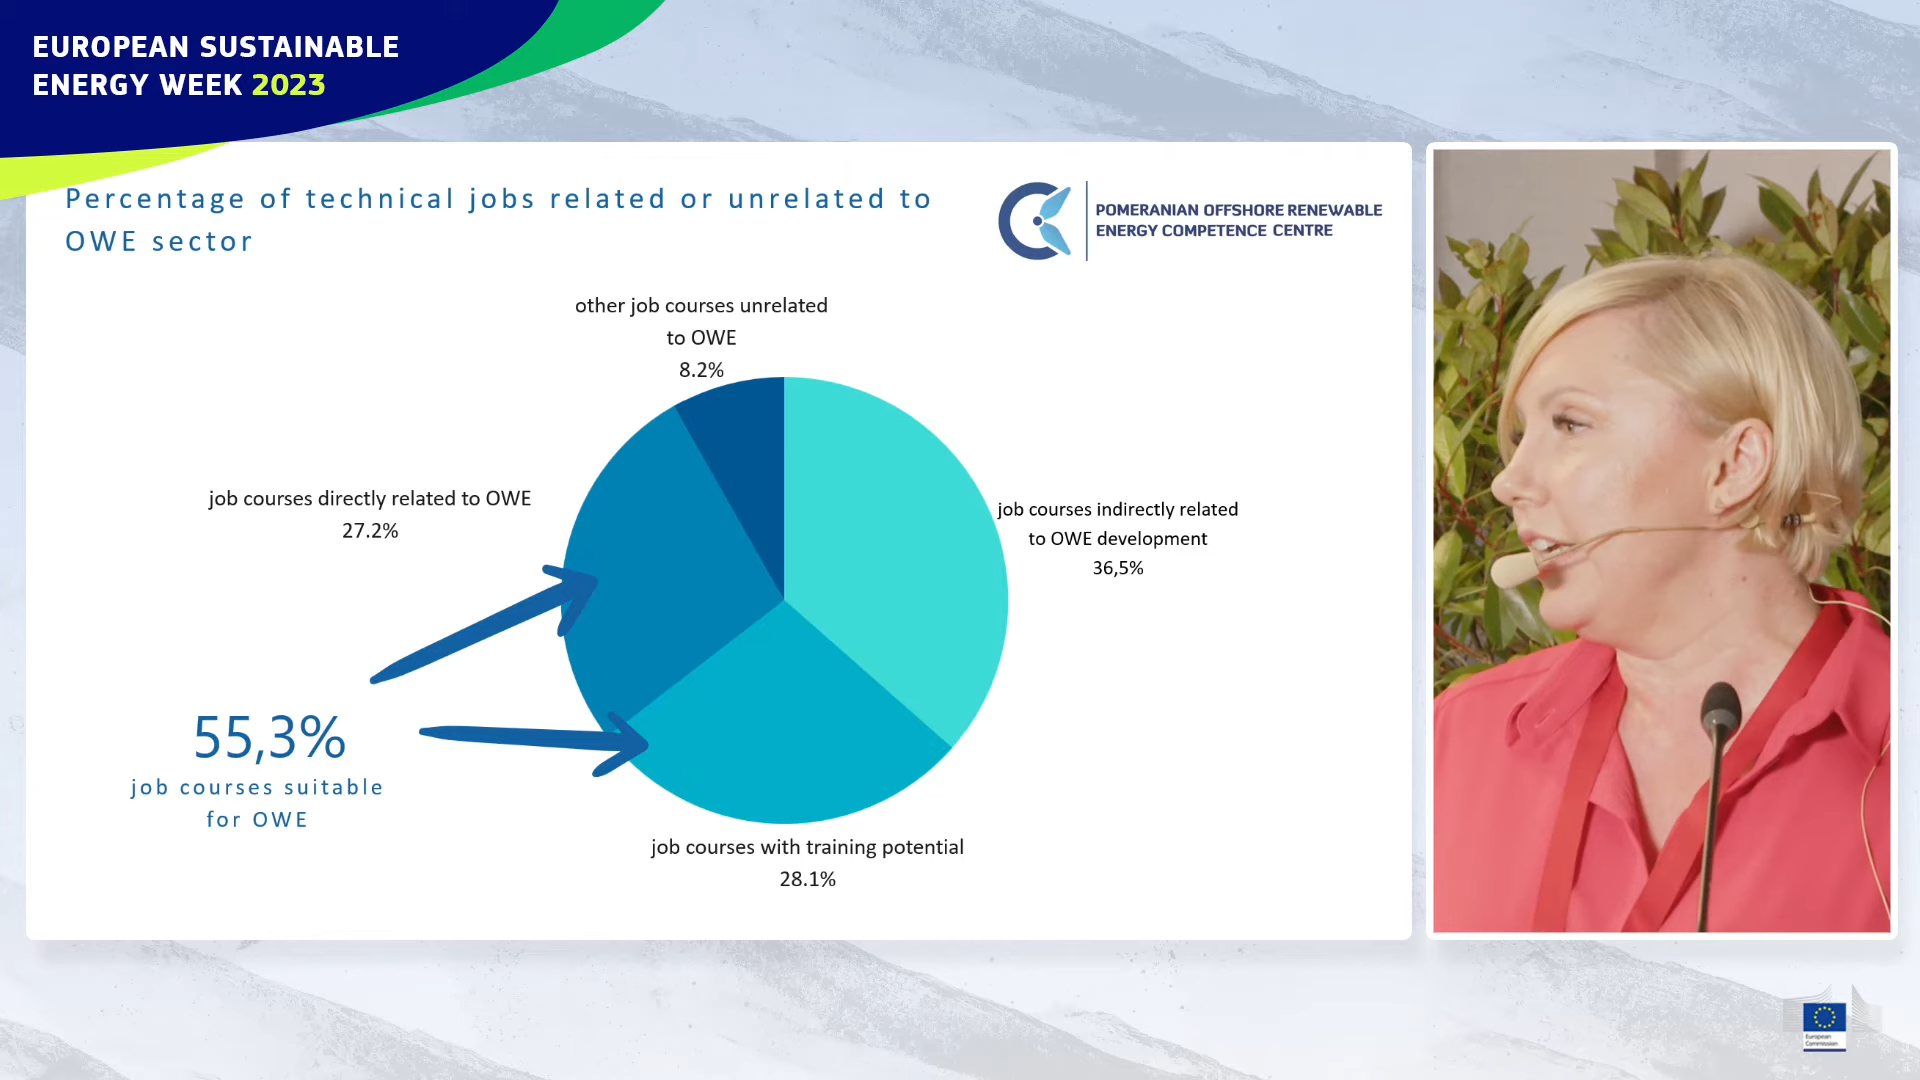 EUROPEAN SUSTAINABLE
ENERGY WEEK 2023
Percentage of technical jobs related or unrelated to
OWE sector
POMERANIAN OFFSHORE RENEWABLE
ENERGY COMPETENCE CENTRE
other job courses unrelated
to OWE
8.2%
job courses directly related to OWE
27.2%
job courses indirectly related
to OWE development
36,5%
55,3%
job courses suitable
for OWE
job courses with training potential
28.1%
European
Commission